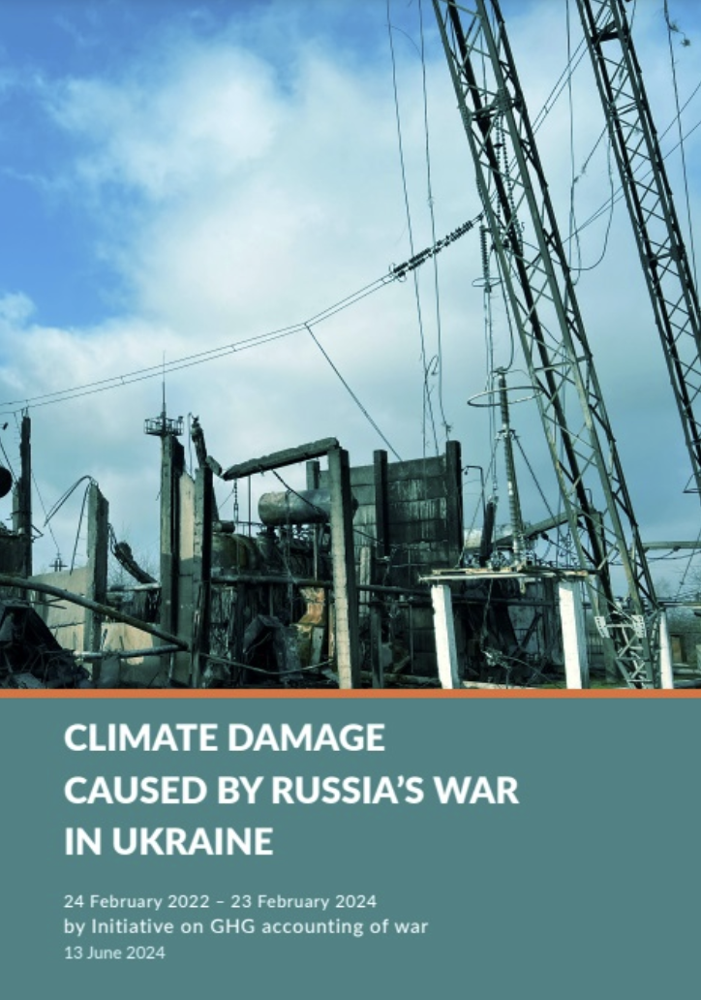 CLIMATE DAMAGE
CAUSED BY RUSSIA’S WAR
IN UKRAINE
24 February 2022 – 23 February 2024
by Initiative on GHG accounting of war
13 June 2024